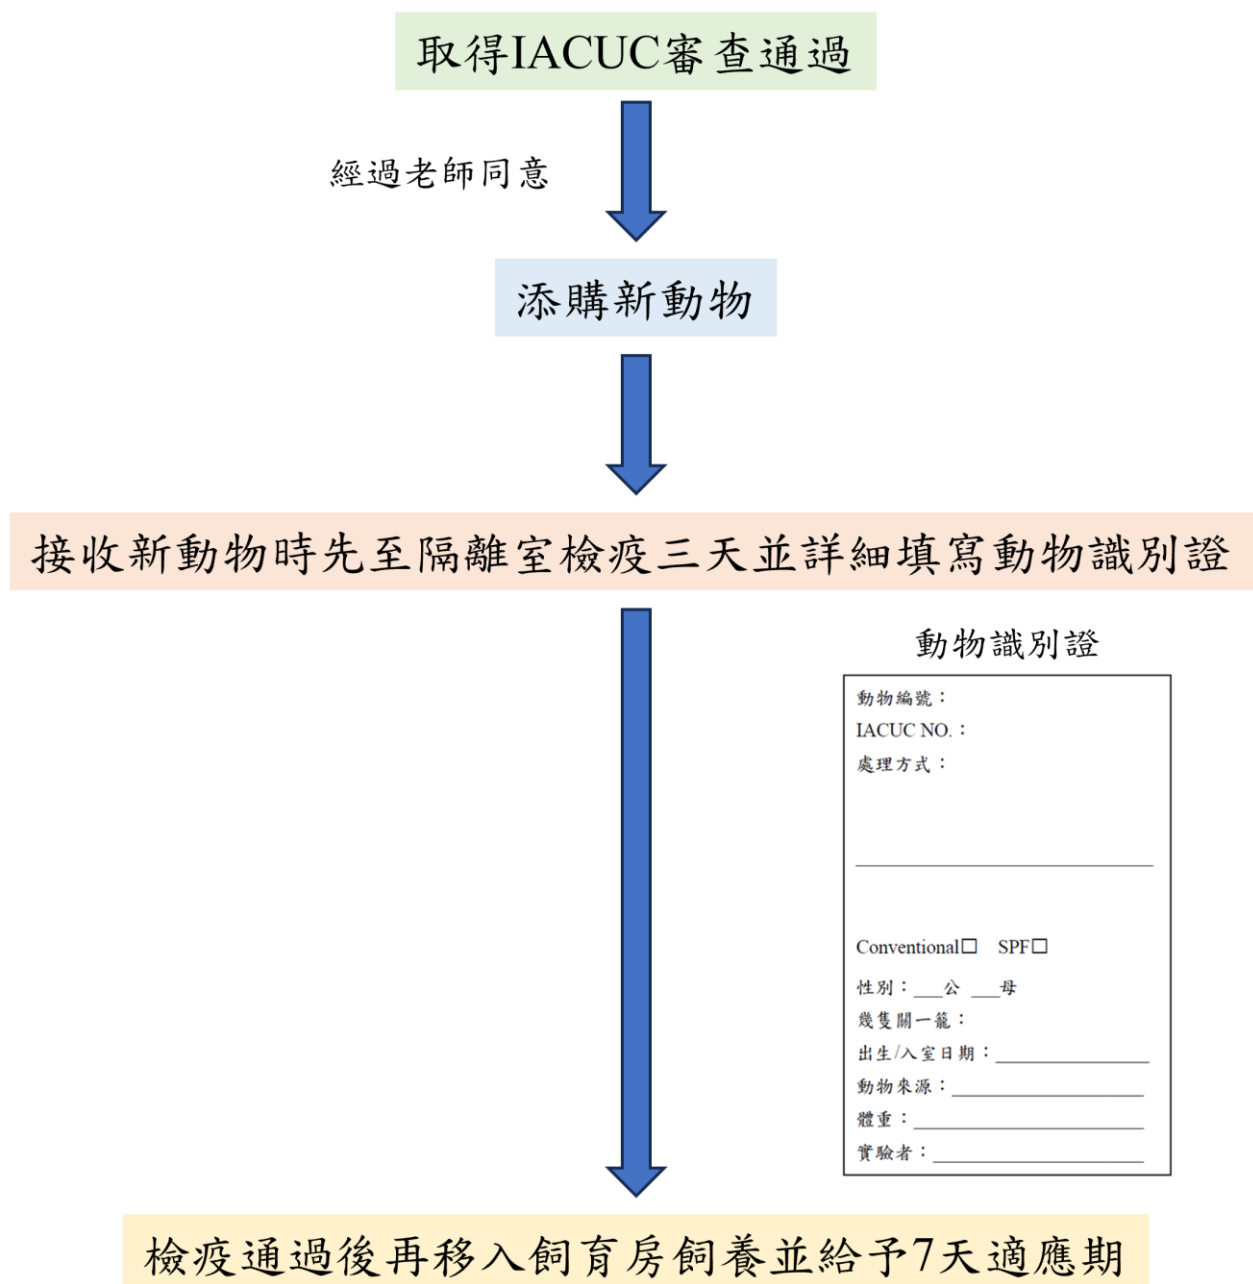 取得IACUC審查通過
經過老師同意
添購新動物
接收新動物時先至隔離室檢疫三天並詳細填寫動物識別證
動物識別證
動物編號：
IACUC NO.：
處理方式：
Conventional□ SPF□
性別：___公 ___母
幾隻關一籠：
出生/入室日期：________________
動物來源：____________________
體重：________________________
實驗者：______________________
檢疫通過後再移入飼育房飼養並給予7天適應期